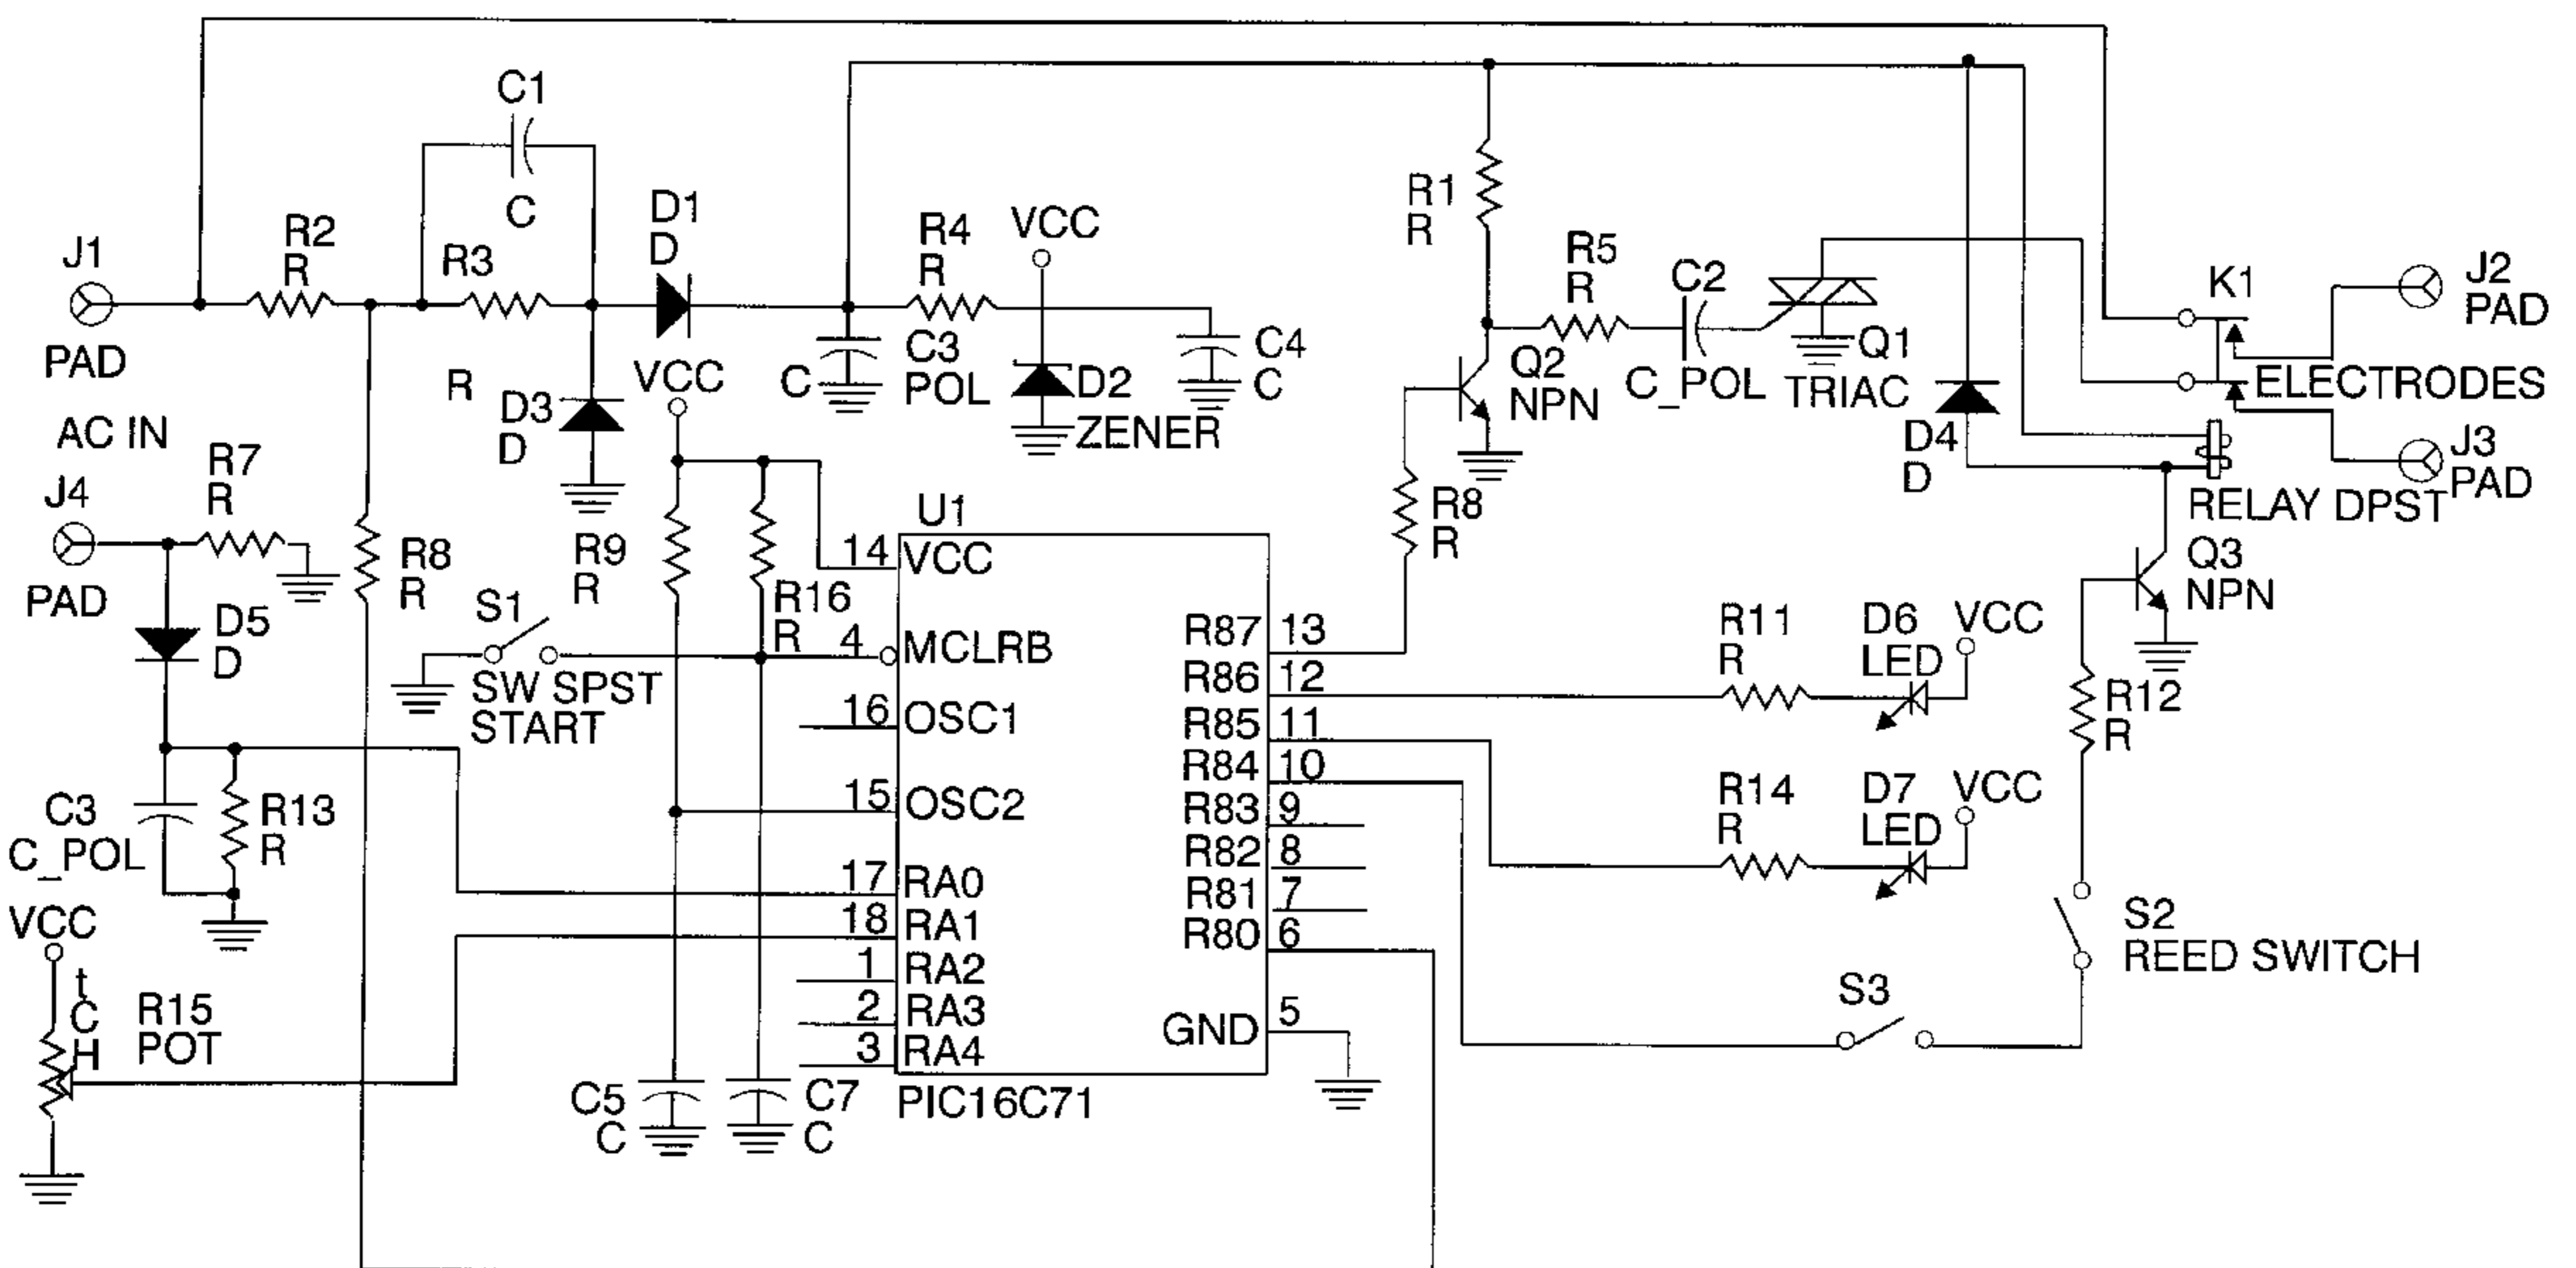 C1
C
J1
PAD
AC IN
R2
R
R3
R
D1
D
D3
D
VCC
R4
R
VCC
C
C3
POL
D2
ZENER
C4
C
R1
R
R5
R
C2
C_POL
Q1
TRIAC
Q2
NPN
R8
R
D4
D
K1
J2
PAD
ELECTRODES
J3
PAD
RELAY DPST
Q3
NPN
J4
PAD
R7
R
D5
D
R8
R
R9
R
R16
R
S1
SW SPST
START
C3
C_POL
R13
R
VCC
tCH
R15
POT
C5
C
C7
C
U1
14 VCC
4 MCLRB
16 OSC1
15 OSC2
17 RA0
18 RA1
1 RA2
2 RA3
3 RA4
R87 13
R86 12
R85 11
R84 10
R83 9
R82 8
R81 7
R80 6
GND 5
PIC16C71
R11
R
D6
LED
VCC
R14
R
D7
LED
VCC
R12
R
S2
REED SWITCH
S3